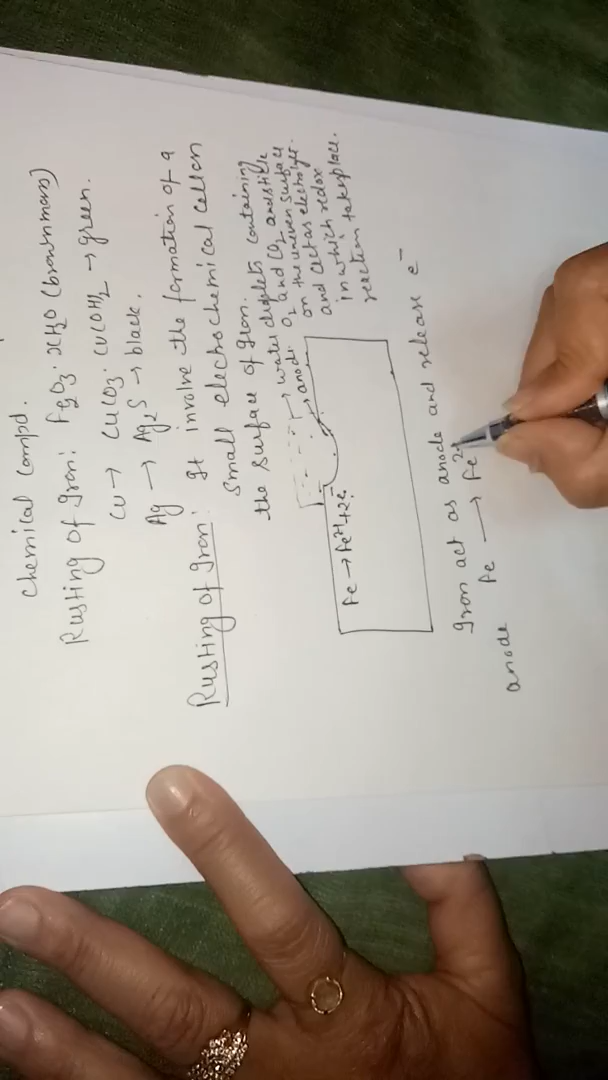 chemical compd.
Rusting of Iron: Fe2O3·xH2O (brown mass)
Cu → CuCO3·Cu(OH)2 → green.
Ag → Ag2S → black.
Rusting of Iron: It involve the formation of a
small electrochemical cell on
the surface of Iron.
→ water droplets containing
O2 and CO2 and
on the uneven surface
and act as electrolyte.
in which redox
reaction takes place.
→ anode
Fe → Fe2+ + 2e-
Iron act as anode and release e-
Fe → Fe2+
anode